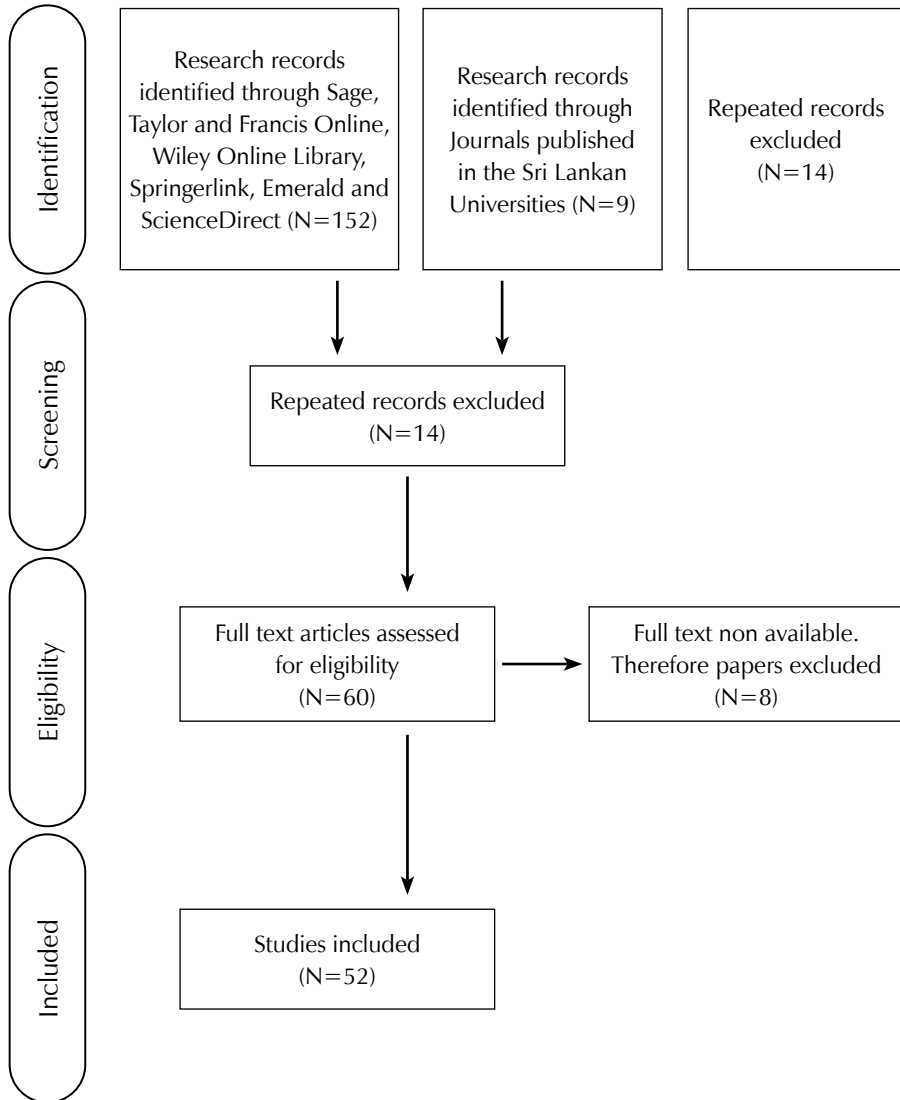 Identification
Research records
identified through Sage,
Taylor and Francis Online,
Wiley Online Library,
Springerlink, Emerald and
ScienceDirect (N=152)
Research records
identified through
Journals published
in the Sri Lankan
Universities (N=9)
Repeated records
excluded
(N=14)
Screening
Repeated records excluded
(N=14)
Eligibility
Full text articles assessed
for eligibility
(N=60)
Full text non available.
Therefore papers excluded
(N=8)
Included
Studies included
(N=52)